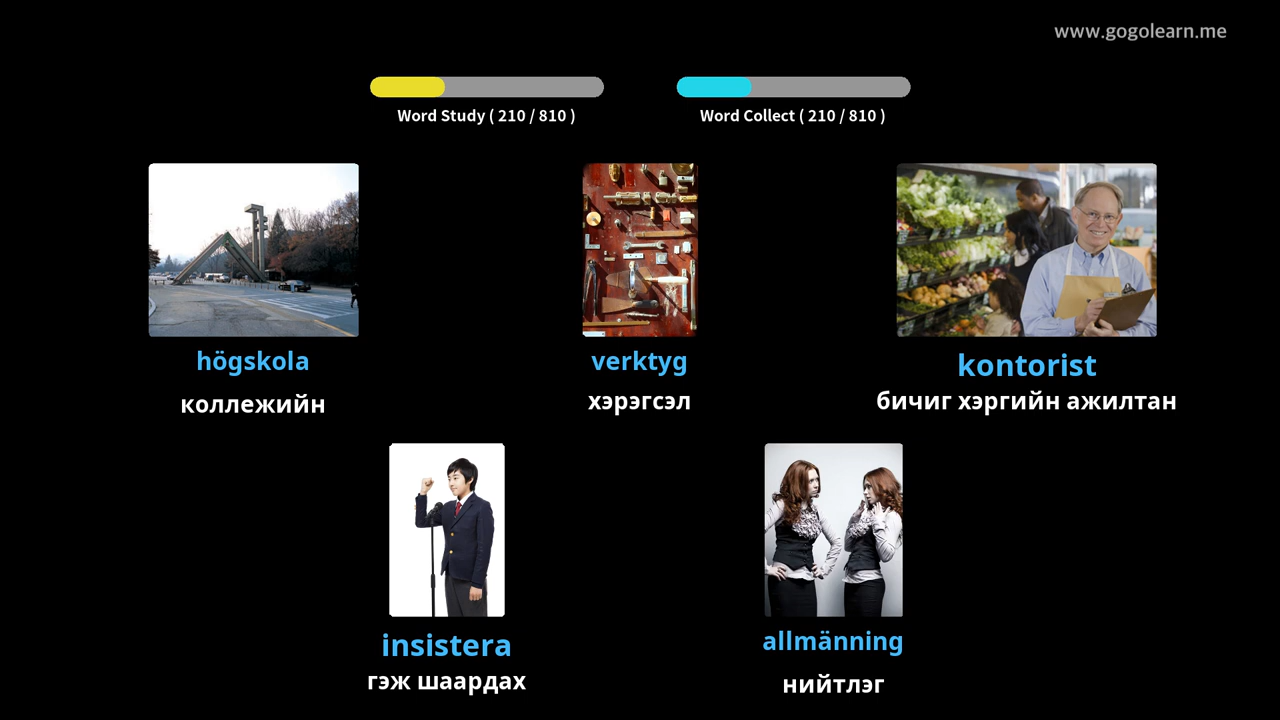 www.gogolearn.me
Word Study ( 210 / 810 )
Word Collect ( 210 / 810 )
högskola
verktyg
kontorist
коллежийн
хэрэгсэл
бичиг хэргийн ажилтан
insistera
allmänning
гэж шаардах
нийтлэг